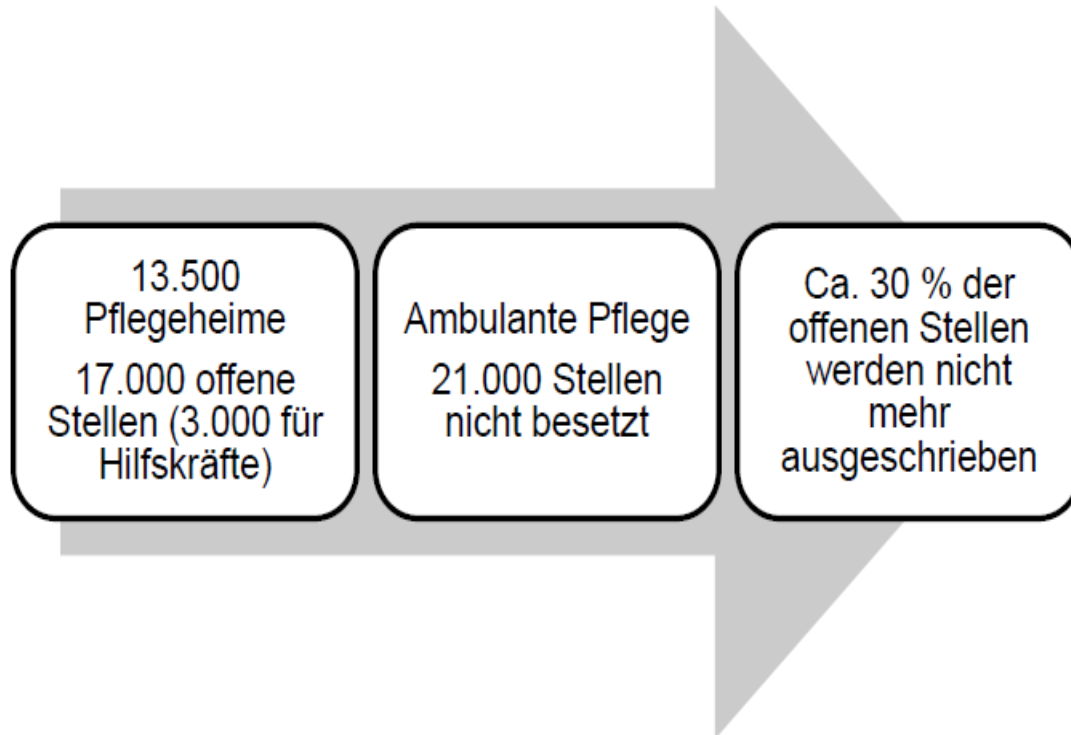 13.500
Pflegeheime
17.000 offene
Stellen (3.000 für
Hilfskräfte)
Ambulante Pflege
21.000 Stellen
nicht besetzt
Ca. 30 % der
offenen Stellen
werden nicht
mehr
ausgeschrieben